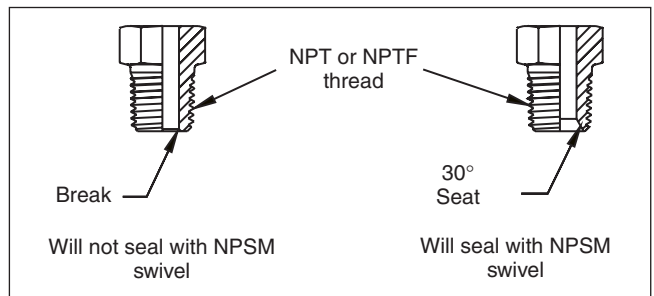 NPT or NPTF
thread
Break
30°
Seat
Will not seal with NPSM
swivel
Will seal with NPSM
swivel